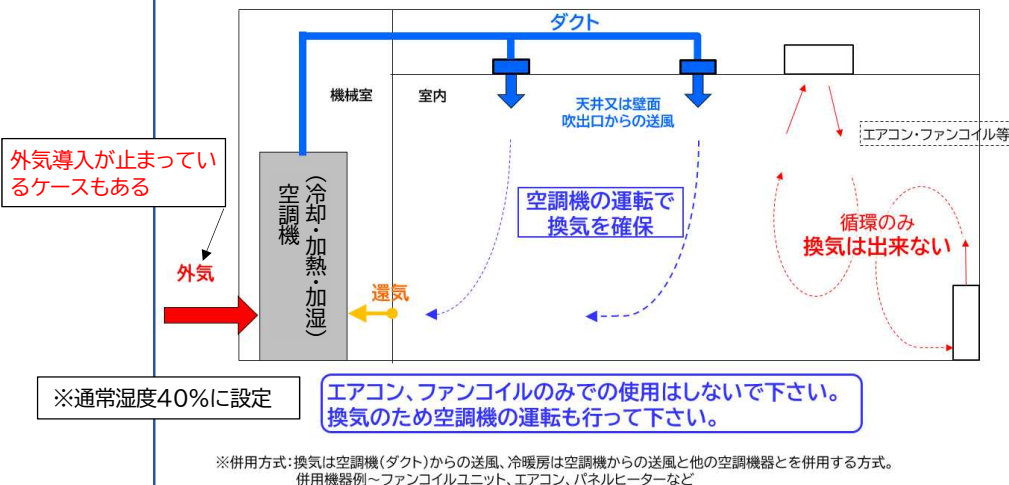 ダクト
機械室
室内
天井又は壁面
吹出口からの送風
エアコン・ファンコイル等
外気導入が止まってい
るケースもある
空調機
（冷却・加熱・加湿）
空調機の運転で
換気を確保
循環のみ
換気は出来ない
外気
還気
※通常湿度40%に設定
エアコン、ファンコイルのみでの使用はしないで下さい。
換気のため空調機の運転も行って下さい。
※併用方式：換気は空調機(ダクト)からの送風、冷暖房は空調機からの送風と他の空調機器とを併用する方式。
併用機器例～ファンコイルユニット、エアコン、パネルヒーターなど